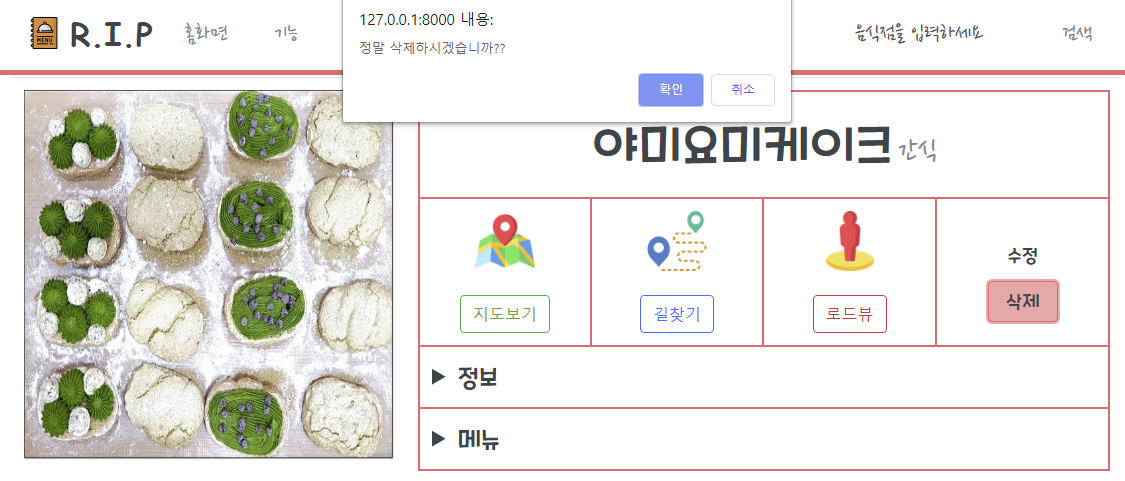 127.0.0.1:8000 내용:
정말 삭제하시겠습니까??
확인 취소
MENU R.I.P 홈화면 기능 음식점을 입력하세요 검색
야미요미케이크 간식
지도보기 길찾기 로드뷰
수정
삭제
▶ 정보
▶ 메뉴